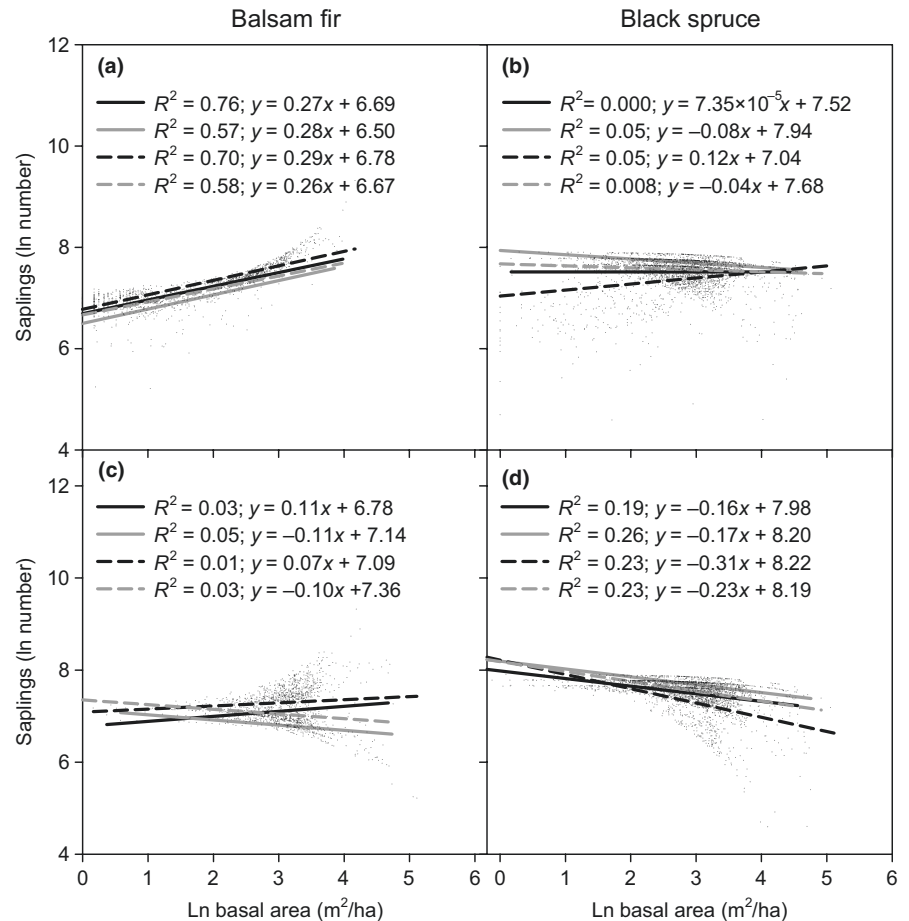 Balsam fir Black spruce
12
10
8
6
4
Saplings (ln number)
(a)
R² = 0.76; y = 0.27x + 6.69
R² = 0.57; y = 0.28x + 6.50
R² = 0.70; y = 0.29x + 6.78
R² = 0.58; y = 0.26x + 6.67
(b)
R²= 0.000; y = 7.35×10⁻⁵x + 7.52
R² = 0.05; y = –0.08x + 7.94
R² = 0.05; y = 0.12x + 7.04
R² = 0.008; y = –0.04x + 7.68
12
10
8
6
4
Saplings (ln number)
(c)
R² = 0.03; y = 0.11x + 6.78
R² = 0.05; y = –0.11x + 7.14
R² = 0.01; y = 0.07x + 7.09
R² = 0.03; y = –0.10x +7.36
(d)
R² = 0.19; y = –0.16x + 7.98
R² = 0.26; y = –0.17x + 8.20
R² = 0.23; y = –0.31x + 8.22
R² = 0.23; y = –0.23x + 8.19
0 1 2 3 4 5 6 0 1 2 3 4 5 6
Ln basal area (m²/ha) Ln basal area (m²/ha)